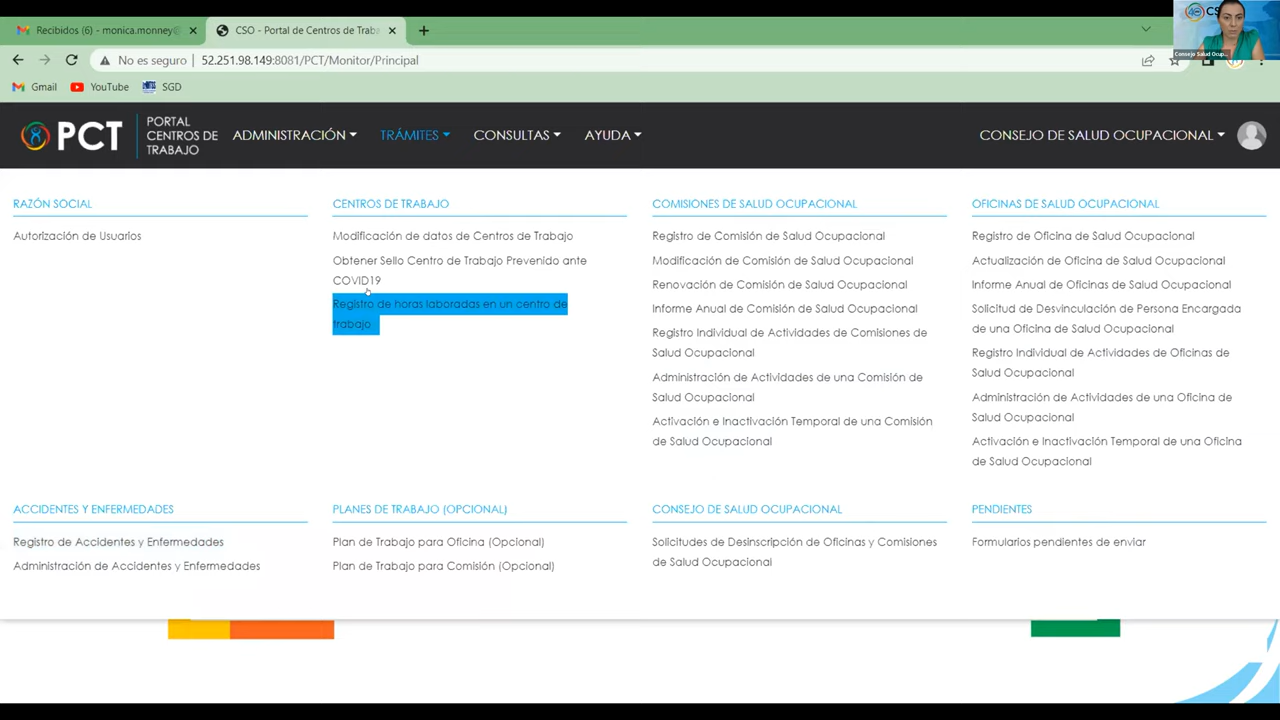 Recibidos (6) - monica.monney@
CSO - Portal de Centros de Traba
No es seguro
52.251.98.149:8081/PCT/Monitor/Principal
Gmail
YouTube
SGD
Consejo Salud Ocup...
PCT
PORTAL
CENTROS DE
TRABAJO
ADMINISTRACIÓN
TRÁMITES
CONSULTAS
AYUDA
CONSEJO DE SALUD OCUPACIONAL
RAZÓN SOCIAL
Autorización de Usuarios
CENTROS DE TRABAJO
Modificación de datos de Centros de Trabajo
Obtener Sello Centro de Trabajo Prevenido ante
COVID19
Registro de horas laboradas en un centro de
trabajo
COMISIONES DE SALUD OCUPACIONAL
Registro de Comisión de Salud Ocupacional
Modificación de Comisión de Salud Ocupacional
Renovación de Comisión de Salud Ocupacional
Informe Anual de Comisión de Salud Ocupacional
Registro Individual de Actividades de Comisiones de
Salud Ocupacional
Administración de Actividades de una Comisión de
Salud Ocupacional
Activación e Inactivación Temporal de una Comisión
de Salud Ocupacional
OFICINAS DE SALUD OCUPACIONAL
Registro de Oficina de Salud Ocupacional
Actualización de Oficina de Salud Ocupacional
Informe Anual de Oficinas de Salud Ocupacional
Solicitud de Desvinculación de Persona Encargada
de una Oficina de Salud Ocupacional
Registro Individual de Actividades de Oficinas de
Salud Ocupacional
Administración de Actividades de una Oficina de
Salud Ocupacional
Activación e Inactivación Temporal de una Oficina
de Salud Ocupacional
ACCIDENTES Y ENFERMEDADES
Registro de Accidentes y Enfermedades
Administración de Accidentes y Enfermedades
PLANES DE TRABAJO (OPCIONAL)
Plan de Trabajo para Oficina (Opcional)
Plan de Trabajo para Comisión (Opcional)
CONSEJO DE SALUD OCUPACIONAL
Solicitudes de Desinscripción de Oficinas y Comisiones
de Salud Ocupacional
PENDIENTES
Formularios pendientes de enviar